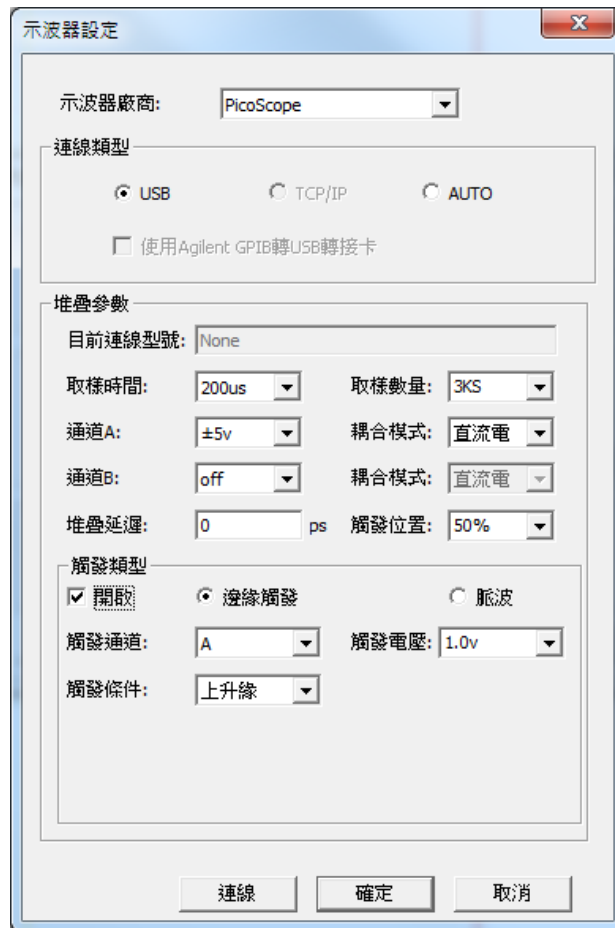 示波器設定
示波器廠商: PicoScope
連線類型
USB TCP/IP AUTO
使用Agilent GPIB轉USB轉接卡
堆疊參數
目前連線型號: None
取樣時間: 200us 取樣數量: 3KS
通道A: ±5v 耦合模式: 直流電
通道B: off 耦合模式: 直流電
堆疊延遲: 0 ps 觸發位置: 50%
觸發類型
開啟 邊緣觸發 脈波
觸發通道: A 觸發電壓: 1.0v
觸發條件: 上升緣
連線 確定 取消